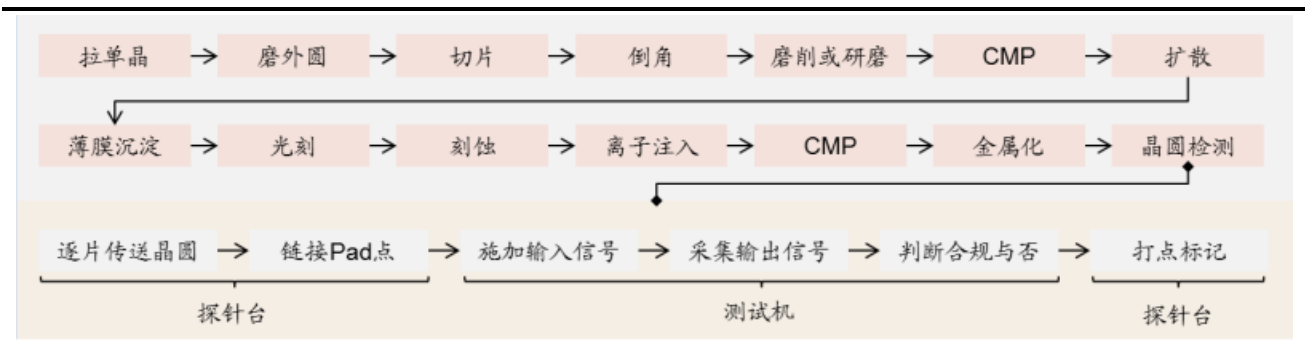 拉单晶 磨外圆 切片 倒角 磨削或研磨 CMP 扩散
薄膜沉淀 光刻 刻蚀 离子注入 CMP 金属化 晶圆检测
逐片传送晶圆 链接Pad点 施加输入信号 采集输出信号 判断合规与否 打点标记
探针台 测试机 探针台